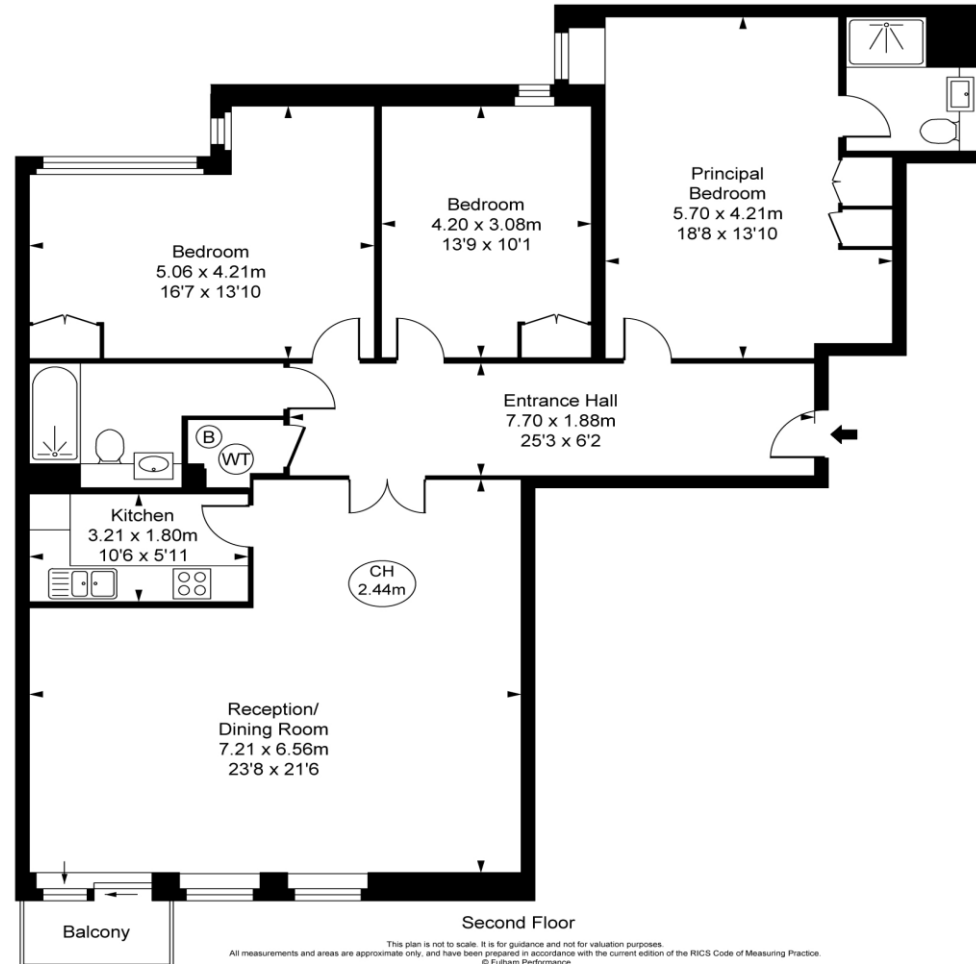 Principal
Bedroom
5.70 x 4.21m
18'8 x 13'10
Bedroom
4.20 x 3.08m
13'9 x 10'1
Bedroom
5.06 x 4.21m
16'7 x 13'10
Entrance Hall
7.70 x 1.88m
25'3 x 6'2
B
WT
Kitchen
3.21 x 1.80m
10'6 x 5'11
CH
2.44m
Reception/
Dining Room
7.21 x 6.56m
23'8 x 21'6
Balcony
Second Floor
This plan is not to scale. It is for guidance and not for valuation purposes.
All measurements and areas are approximate only, and have been prepared in accordance with the current edition of the RICS Code of Measuring Practice.
© Fulham Performance